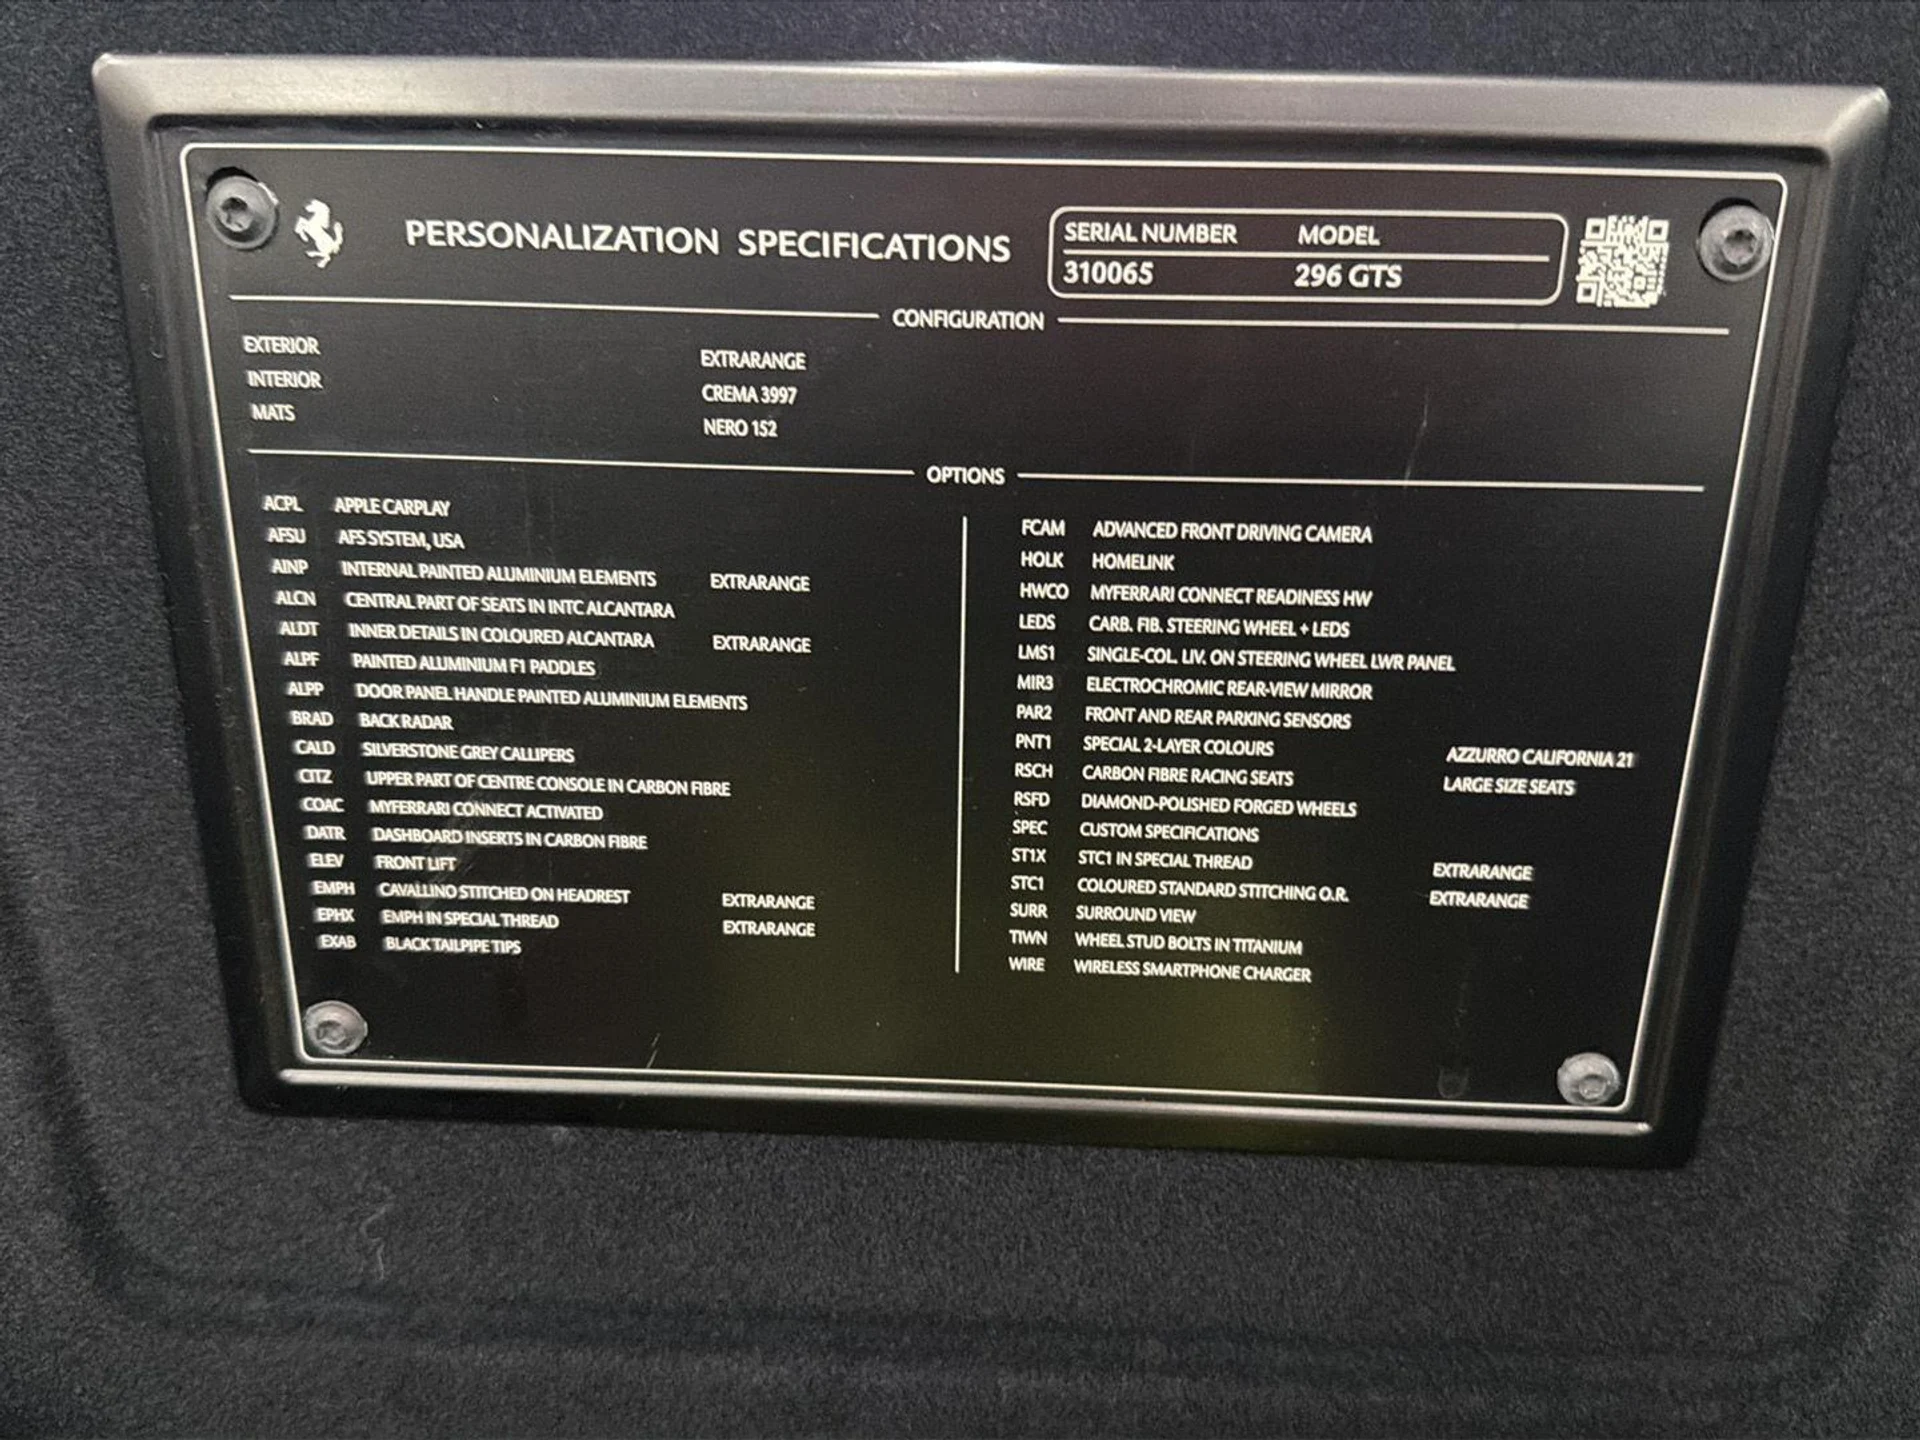 PERSONALIZATION SPECIFICATIONS
SERIAL NUMBER MODEL
310065 296 GTS
CONFIGURATION
EXTERIOR EXTRARANGE
INTERIOR CREMA 3997
MATS NERO 152
OPTIONS
ACPL APPLE CARPLAY
AFSU AFS SYSTEM, USA
AINP INTERNAL PAINTED ALUMINIUM ELEMENTS EXTRARANGE
ALCN CENTRAL PART OF SEATS IN INTC ALCANTARA
ALDT INNER DETAILS IN COLOURED ALCANTARA EXTRARANGE
ALPF PAINTED ALUMINIUM F1 PADDLES
ALPP DOOR PANEL HANDLE PAINTED ALUMINIUM ELEMENTS
BRAD BACK RADAR
CALD SILVERSTONE GREY CALLIPERS
CITZ UPPER PART OF CENTRE CONSOLE IN CARBON FIBRE
COAC MYFERRARI CONNECT ACTIVATED
DATR DASHBOARD INSERTS IN CARBON FIBRE
ELEV FRONT LIFT
EMPH CAVALLINO STITCHED ON HEADREST EXTRARANGE
EPHX EMPH IN SPECIAL THREAD EXTRARANGE
EXAB BLACK TAILPIPE TIPS
FCAM ADVANCED FRONT DRIVING CAMERA
HOLK HOMELINK
HWCO MYFERRARI CONNECT READINESS HW
LEDS CARB. FIB. STEERING WHEEL + LEDS
LMS1 SINGLE-COL. LIV. ON STEERING WHEEL LWR PANEL
MIR3 ELECTROCHROMIC REAR-VIEW MIRROR
PAR2 FRONT AND REAR PARKING SENSORS
PNT1 SPECIAL 2-LAYER COLOURS AZZURRO CALIFORNIA 21
RSCH CARBON FIBRE RACING SEATS LARGE SIZE SEATS
RSFD DIAMOND-POLISHED FORGED WHEELS
SPEC CUSTOM SPECIFICATIONS
ST1X STC1 IN SPECIAL THREAD EXTRARANGE
STC1 COLOURED STANDARD STITCHING O.R. EXTRARANGE
SURR SURROUND VIEW
TIWN WHEEL STUD BOLTS IN TITANIUM
WIRE WIRELESS SMARTPHONE CHARGER